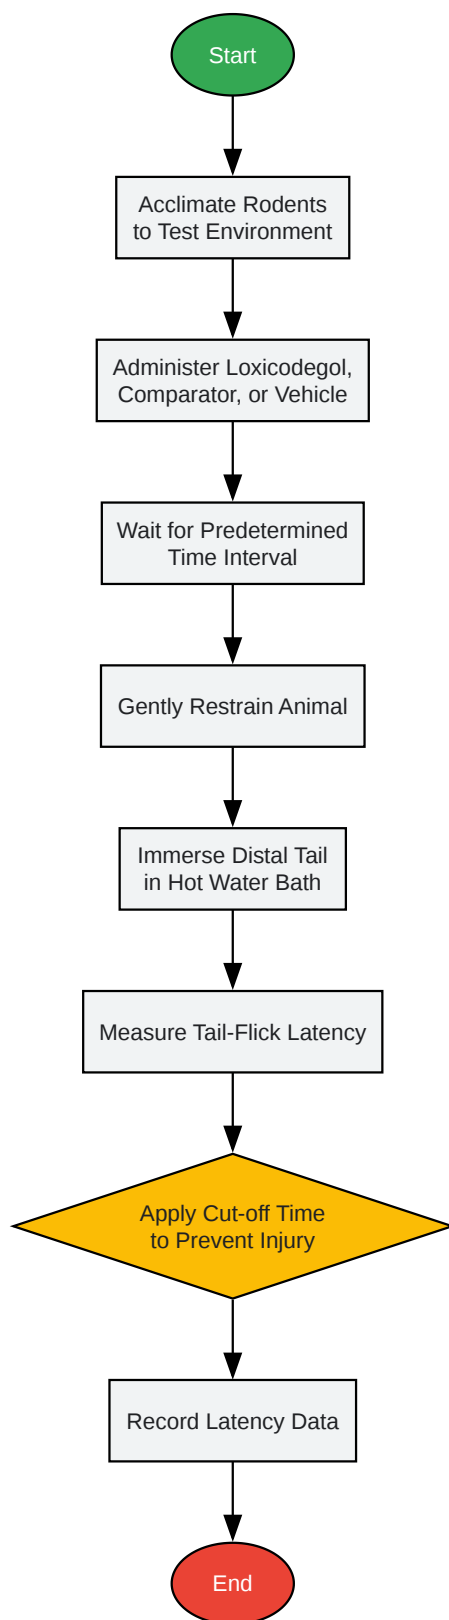 Start
Acclimate Rodents
to Test Environment
Administer Loxicodegol,
Comparator, or Vehicle
Wait for Predetermined
Time Interval
Gently Restrain Animal
Immerse Distal Tail
in Hot Water Bath
Measure Tail-Flick Latency
Apply Cut-off Time
to Prevent Injury
Record Latency Data
End